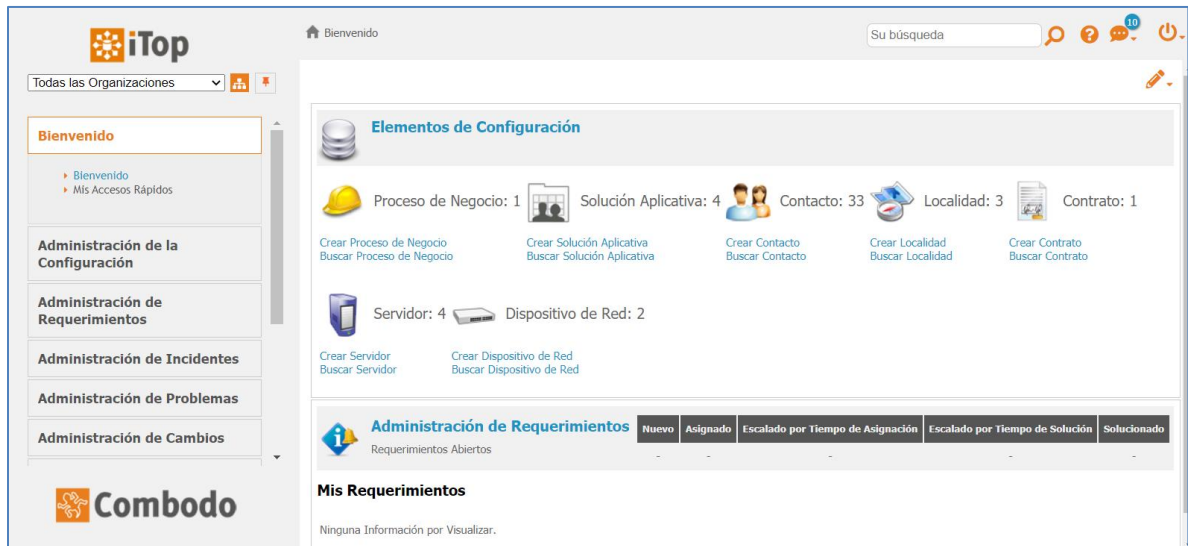 iTop
Todas las Organizaciones
Bienvenido
Bienvenido
Mis Accesos Rápidos
Administración de la
Configuración
Administración de
Requerimientos
Administración de Incidentes
Administración de Problemas
Administración de Cambios
Combodo
Bienvenido
Su búsqueda
10
Elementos de Configuración
Proceso de Negocio: 1
Solución Aplicativa: 4
Contacto: 33
Localidad: 3
Contrato: 1
Crear Proceso de Negocio
Buscar Proceso de Negocio
Crear Solución Aplicativa
Buscar Solución Aplicativa
Crear Contacto
Buscar Contacto
Crear Localidad
Buscar Localidad
Crear Contrato
Buscar Contrato
Servidor: 4
Dispositivo de Red: 2
Crear Servidor
Buscar Servidor
Crear Dispositivo de Red
Buscar Dispositivo de Red
Administración de Requerimientos
Requerimientos Abiertos
Nuevo Asignado Escalado por Tiempo de Asignación Escalado por Tiempo de Solución Solucionado
- - - - -
Mis Requerimientos
Ninguna Información por Visualizar.